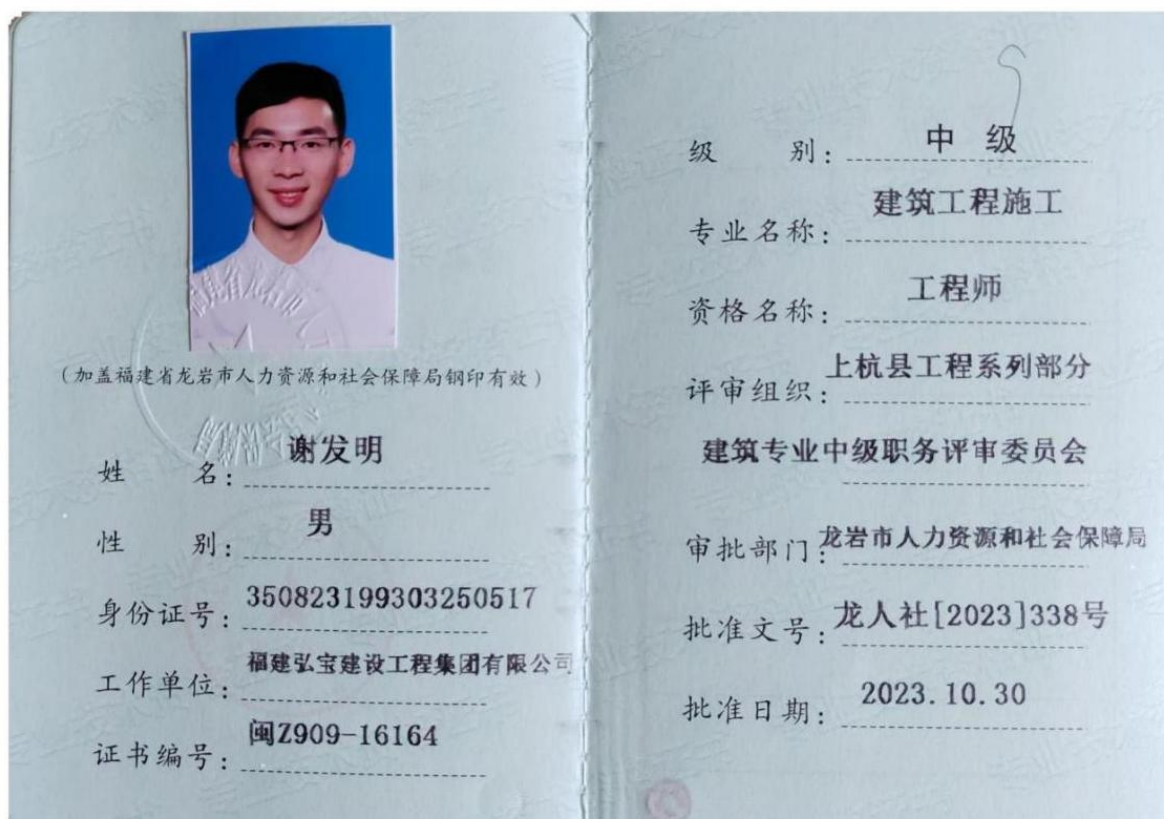 (加盖福建省龙岩市人力资源和社会保障局钢印有效)
姓 名: 谢发明
性 别: 男
身份证号: 350823199303250517
工作单位: 福建弘宝建设工程集团有限公司
证书编号: 闽Z909-16164
级 别: 中 级
专业名称: 建筑工程施工
资格名称: 工程师
评审组织: 上杭县工程系列部分
建筑专业中级职务评审委员会
审批部门: 龙岩市人力资源和社会保障局
批准文号: 龙人社[2023]338号
批准日期: 2023.10.30